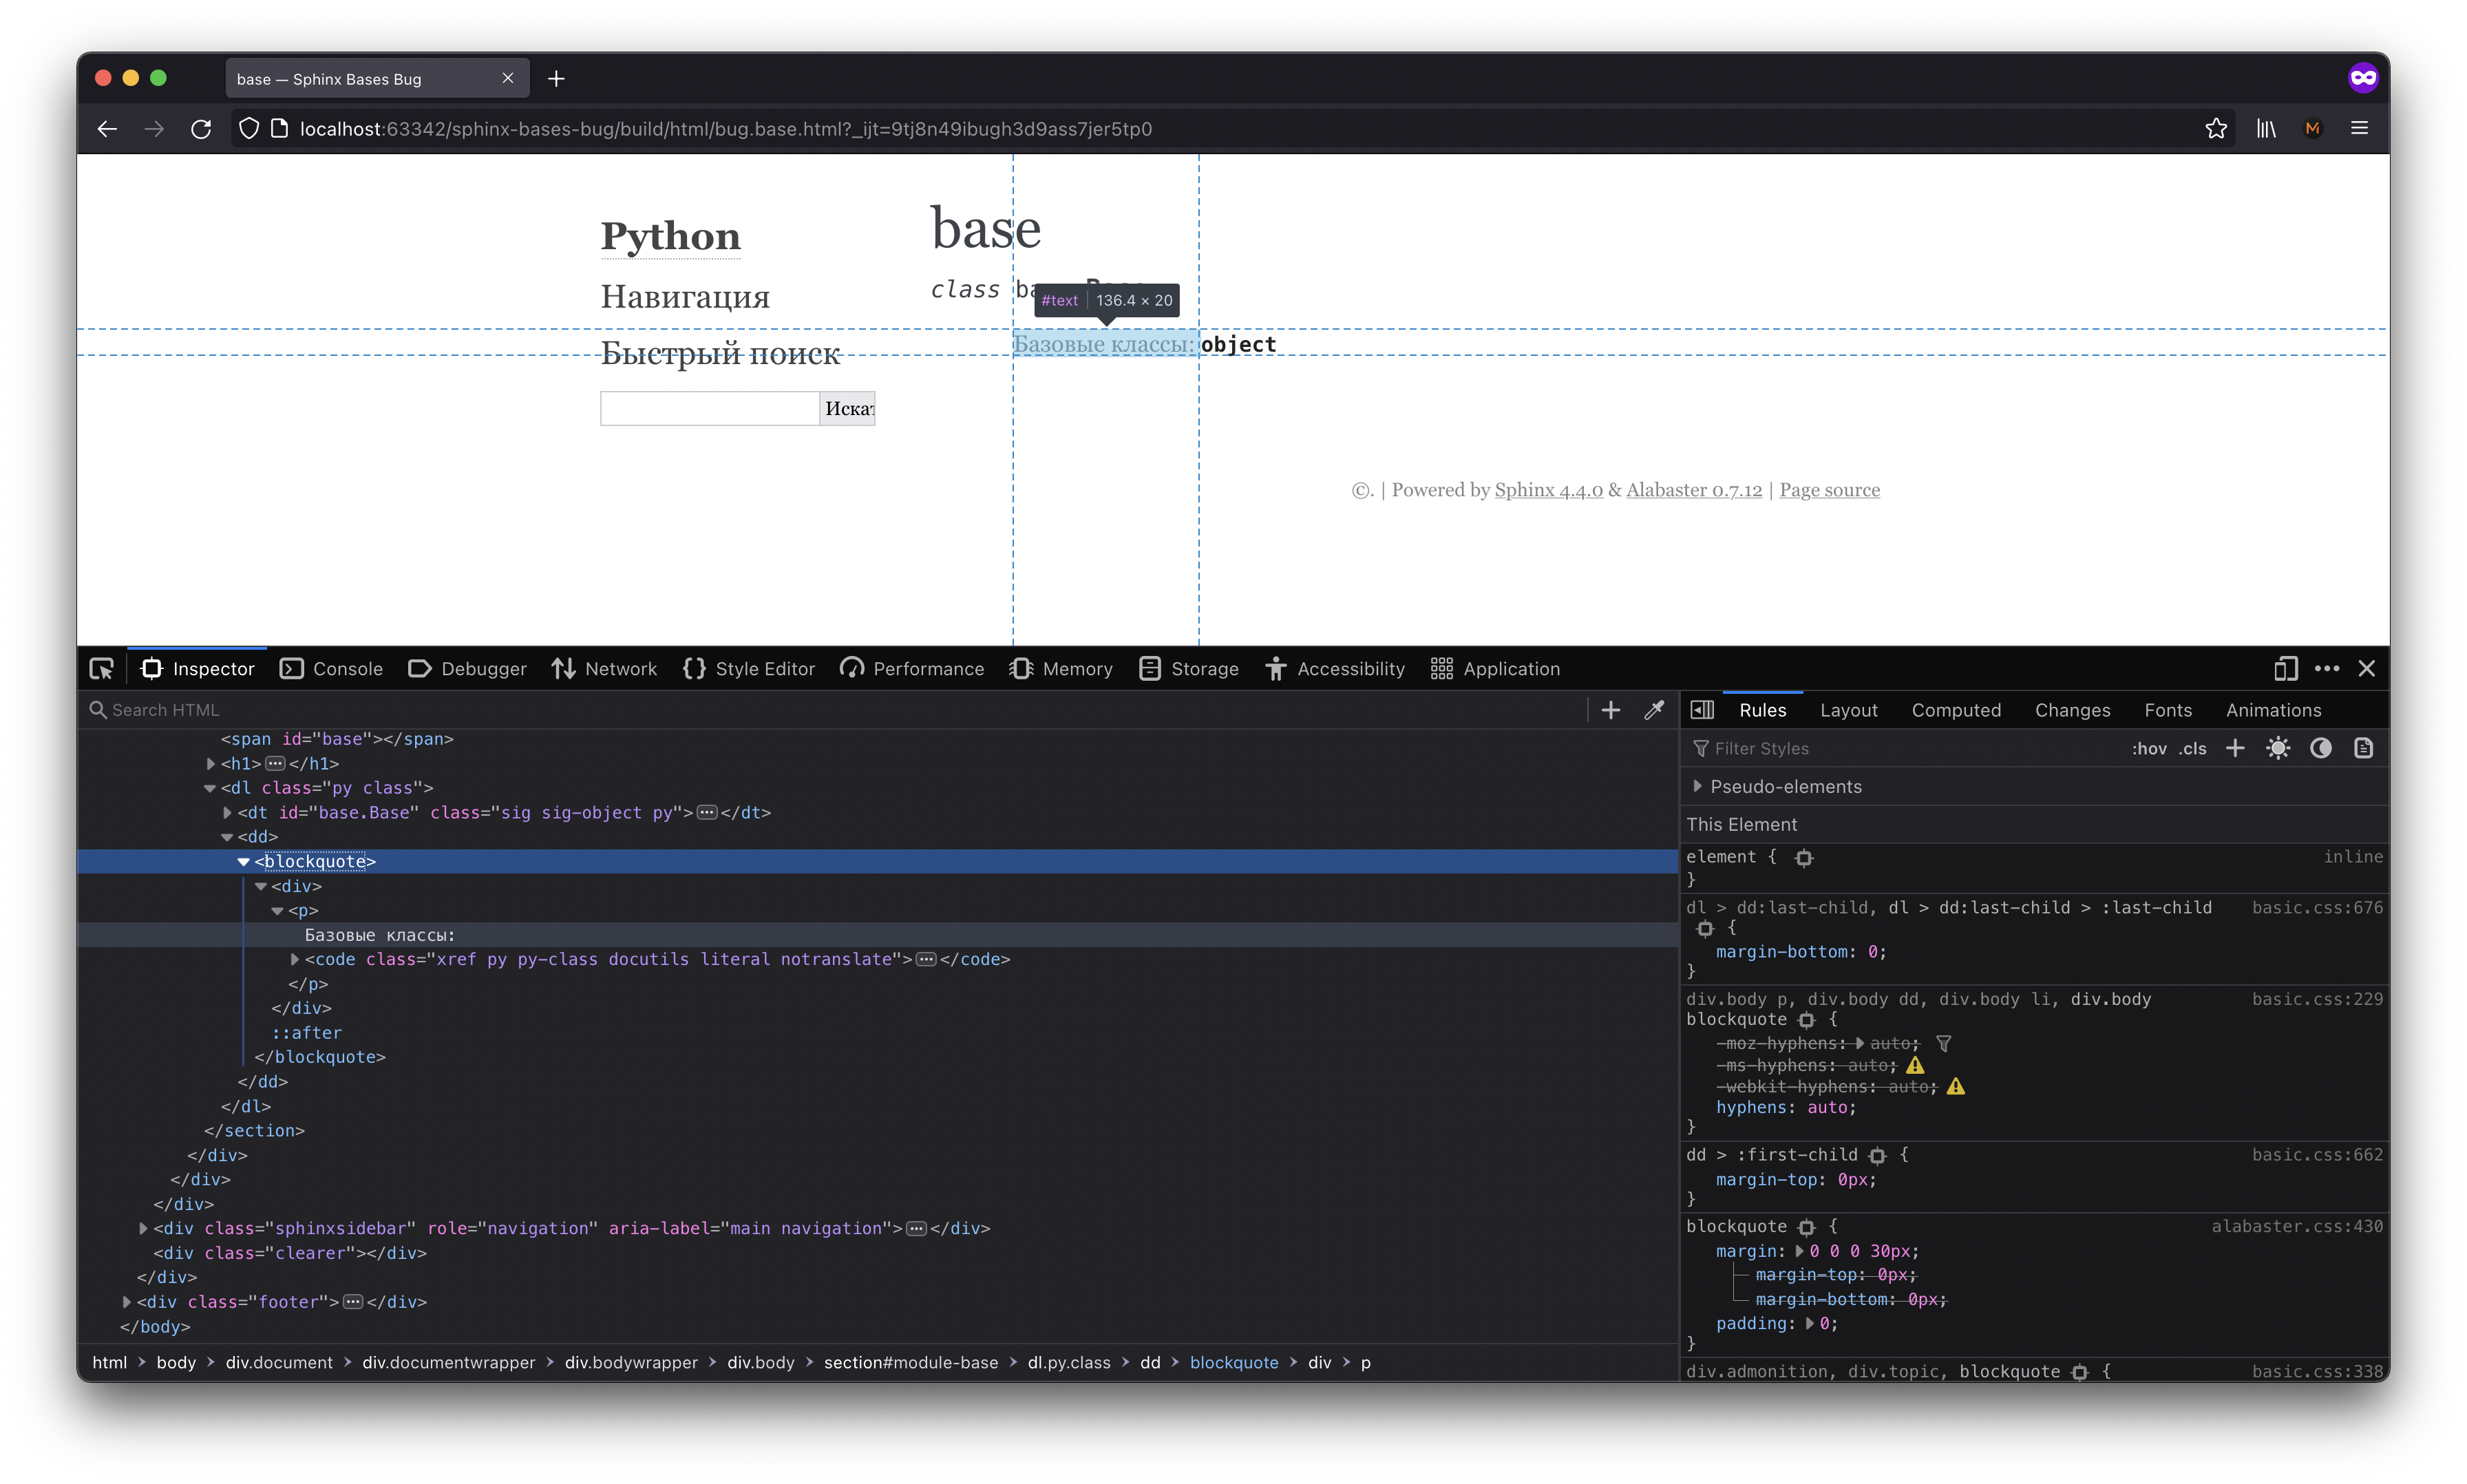 base — Sphinx Bases Bug
localhost:63342/sphinx-bases-bug/build/html/bug.base.html?_ijt=9tj8n49ibugh3d9ass7jer5tp0
Python
Навигация
Быстрый поиск
Искат
base
class
#text 136.4 × 20
Базовые классы: object
©. | Powered by Sphinx 4.4.0 & Alabaster 0.7.12 | Page source
Inspector Console Debugger Network Style Editor Performance Memory Storage Accessibility Application
Search HTML
<span id="base"></span>
<h1></h1>
<dl class="py class">
<dt id="base.Base" class="sig sig-object py"></dt>
<dd>
<blockquote>
<div>
<p>
Базовые классы:
<code class="xref py py-class docutils literal notranslate"></code>
</p>
</div>
::after
</blockquote>
</dd>
</dl>
</section>
</div>
</div>
</div>
<div class="sphinxsidebar" role="navigation" aria-label="main navigation"></div>
<div class="clearer"></div>
</div>
<div class="footer"></div>
</body>
html > body > div.document > div.documentwrapper > div.bodywrapper > div.body > section#module-base > dl.py.class > dd > blockquote > div > p
Rules Layout Computed Changes Fonts Animations
Filter Styles :hov .cls
Pseudo-elements
This Element
element { inline
}
dl > dd:last-child, dl > dd:last-child > :last-child basic.css:676
{
margin-bottom: 0;
}
div.body p, div.body dd, div.body li, div.body basic.css:229
blockquote {
-moz-hyphens: auto;
-ms-hyphens: auto;
-webkit-hyphens: auto;
hyphens: auto;
}
dd > :first-child { basic.css:662
margin-top: 0px;
}
blockquote { alabaster.css:430
margin: 0 0 0 30px;
margin-top: 0px;
margin-bottom: 0px;
padding: 0;
}
div.admonition, div.topic, blockquote { basic.css:338